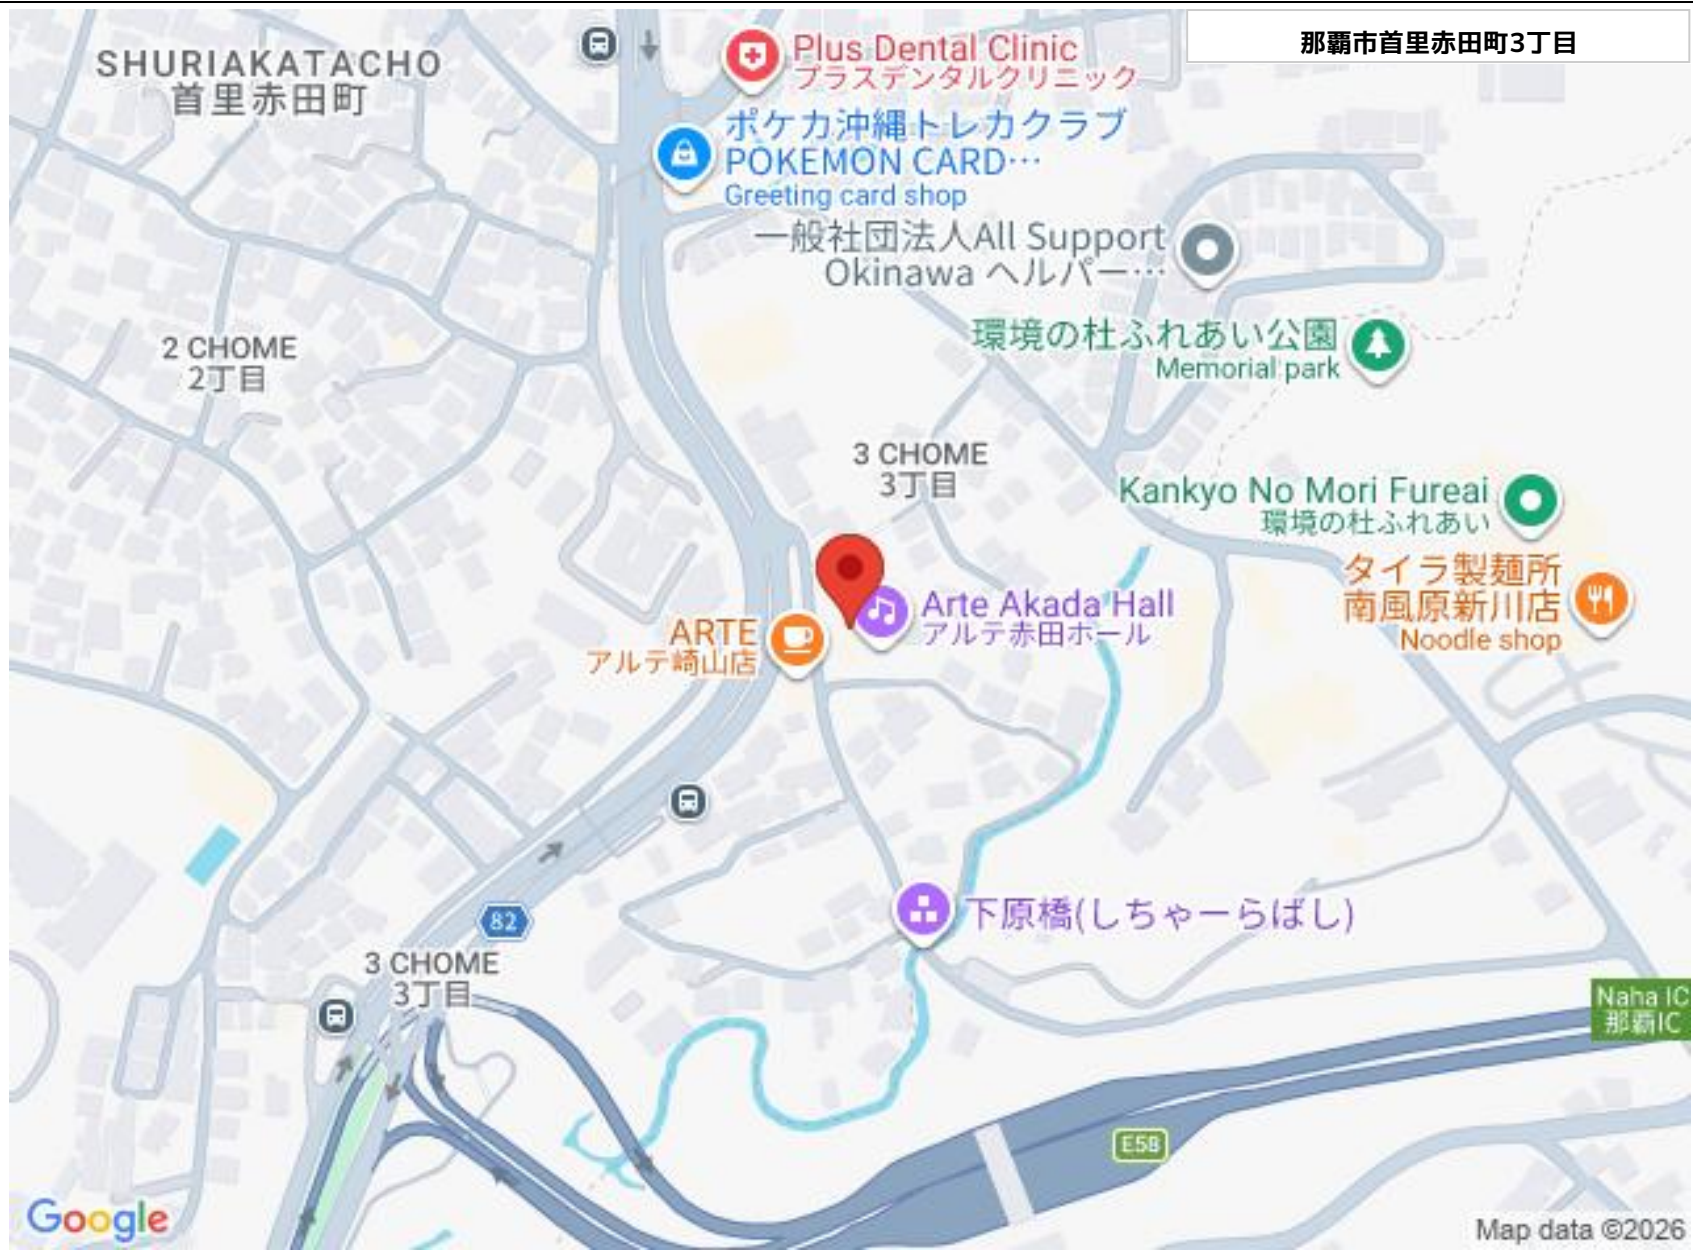 那覇市首里赤田町3丁目
SHURIAKATACHO
首里赤田町
Plus Dental Clinic
プラスデンタルクリニック
ポケカ沖縄トレカクラブ
POKEMON CARD…
Greeting card shop
一般社団法人All Support
Okinawa ヘルパー…
環境の杜ふれあい公園
Memorial park
2 CHOME
2丁目
3 CHOME
3丁目
Kankyo No Mori Fureai
環境の杜ふれあい
タイラ製麺所
南風原新川店
Noodle shop
Arte Akada Hall
アルテ赤田ホール
ARTE
アルテ崎山店
82
下原橋(しちゃーらばし)
3 CHOME
3丁目
Naha IC
那覇IC
E58
Google
Map data ©2026